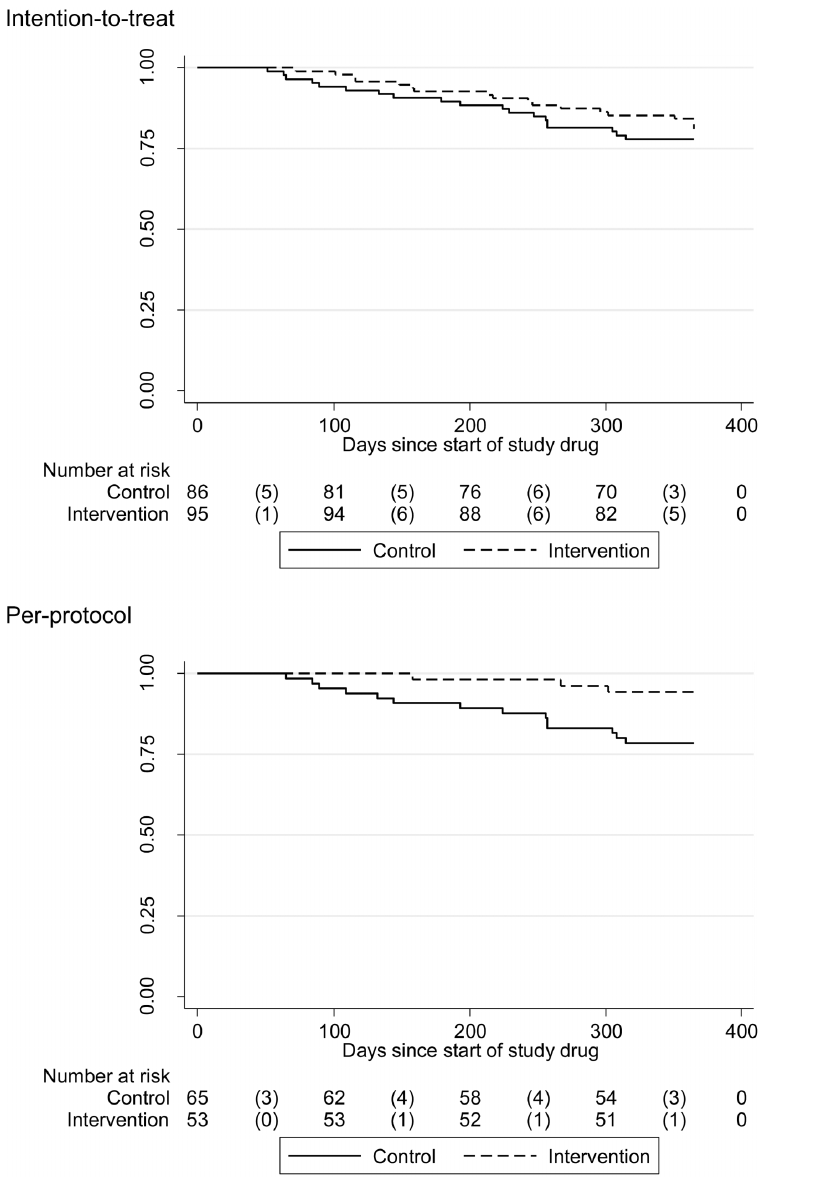 Intention-to-treat
1.00
0.75
0.50
0.25
0.00
0 100 200 300 400
Days since start of study drug
Number at risk
Control 86 (5) 81 (5) 76 (6) 70 (3) 0
Intervention 95 (1) 94 (6) 88 (6) 82 (5) 0
Control Intervention
Per-protocol
1.00
0.75
0.50
0.25
0.00
0 100 200 300 400
Days since start of study drug
Number at risk
Control 65 (3) 62 (4) 58 (4) 54 (3) 0
Intervention 53 (0) 53 (1) 52 (1) 51 (1) 0
Control Intervention